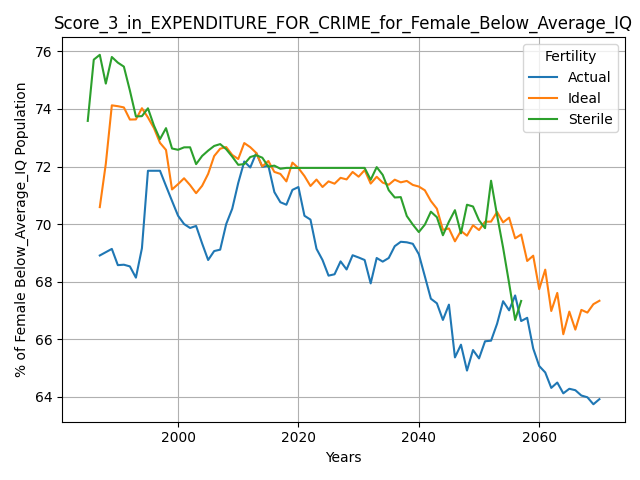 Score_3_in_EXPENDITURE_FOR_CRIME_for_Female_Below_Average_IQ
% of Female Below_Average_IQ Population
76
74
72
70
68
66
64
Fertility
Actual
Ideal
Sterile
2000
2020
2040
2060
Years